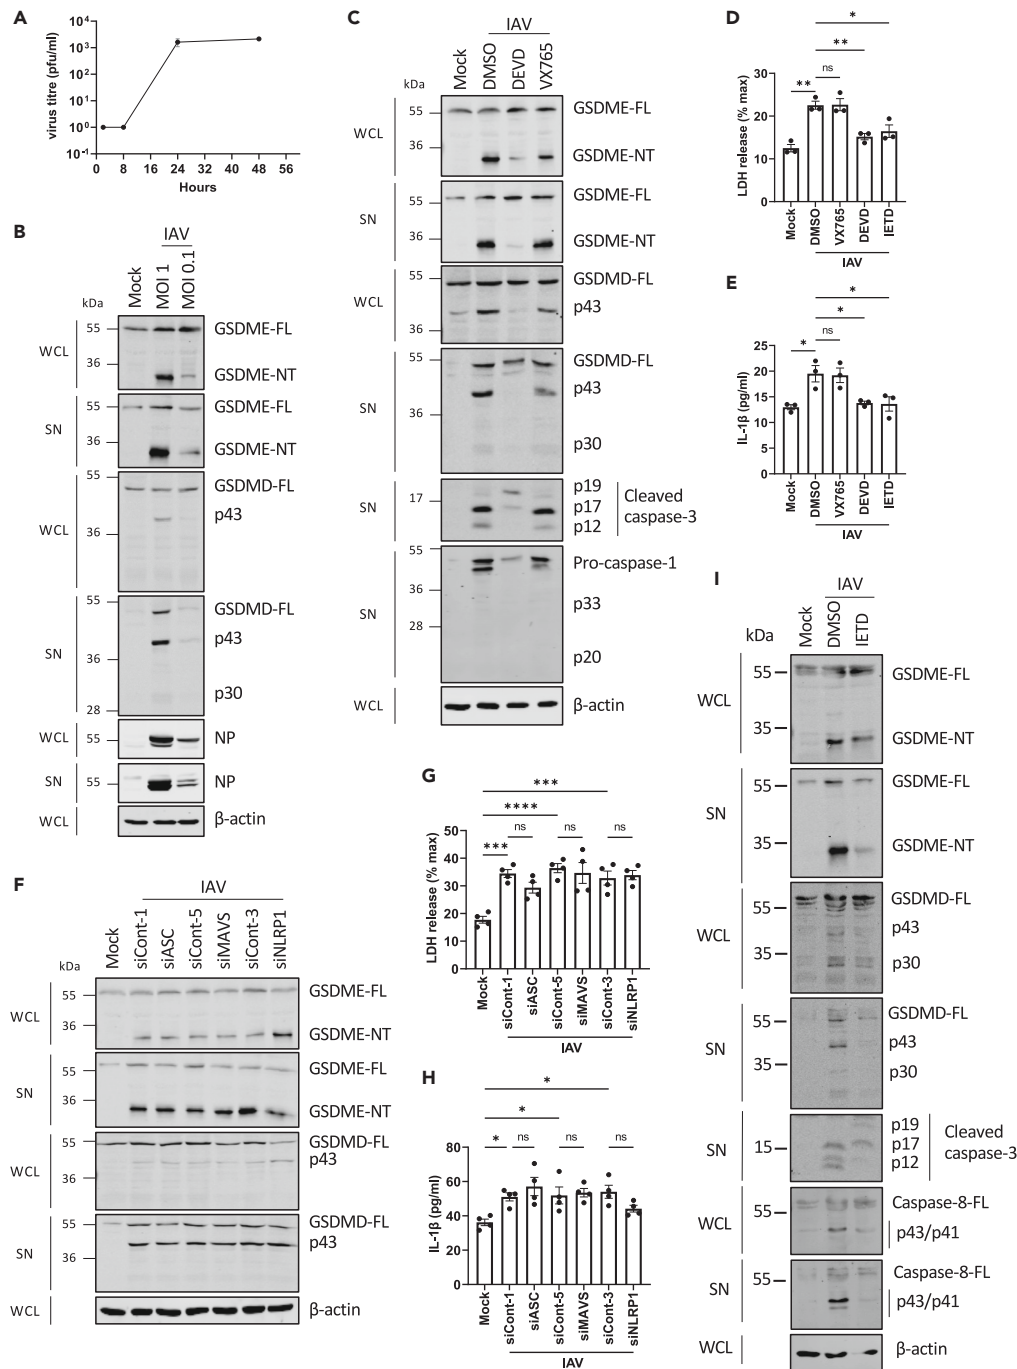 A
10⁴
10³
10²
10¹
10⁰
10⁻¹
virus titre (pfu/ml)
0 8 16 24 32 40 48 56
Hours
B
IAV
Mock
MOI 1
MOI 0.1
kDa
WCL
55
36
GSDME-FL
GSDME-NT
SN
55
36
GSDME-FL
GSDME-NT
WCL
55
36
GSDMD-FL
p43
SN
55
36
28
GSDMD-FL
p43
p30
WCL
55
NP
SN
55
NP
WCL
β-actin
C
IAV
Mock
DMSO
DEVD
VX765
kDa
WCL
55
36
GSDME-FL
GSDME-NT
SN
55
36
GSDME-FL
GSDME-NT
WCL
55
36
GSDMD-FL
p43
SN
55
36
GSDMD-FL
p43
p30
SN
17
p19
p17
p12
Cleaved
caspase-3
SN
55
36
28
Pro-caspase-1
p33
p20
WCL
β-actin
D
*
**
ns
**
30
20
10
0
LDH release (% max)
Mock
DMSO
VX765
DEVD
IETD
IAV
E
*
*
ns
*
25
20
15
10
5
0
IL-1β (pg/ml)
Mock
DMSO
VX765
DEVD
IETD
IAV
F
IAV
Mock
siCont-1
siASC
siCont-5
siMAVS
siCont-3
siNLRP1
kDa
WCL
55
36
GSDME-FL
GSDME-NT
SN
55
36
GSDME-FL
GSDME-NT
WCL
55
36
GSDMD-FL
p43
SN
55
36
GSDMD-FL
p43
WCL
β-actin
G
***
****
***
ns
ns
ns
50
40
30
20
10
0
LDH release (% max)
Mock
siCont-1
siASC
siCont-5
siMAVS
siCont-3
siNLRP1
IAV
H
*
*
*
ns
ns
ns
80
60
40
20
0
IL-1β (pg/ml)
Mock
siCont-1
siASC
siCont-5
siMAVS
siCont-3
siNLRP1
IAV
I
IAV
Mock
DMSO
IETD
kDa
WCL
55
35
GSDME-FL
GSDME-NT
SN
55
35
GSDME-FL
GSDME-NT
WCL
55
35
GSDMD-FL
p43
p30
SN
55
35
GSDMD-FL
p43
p30
SN
15
p19
p17
p12
Cleaved
caspase-3
WCL
55
Caspase-8-FL
p43/p41
SN
55
Caspase-8-FL
p43/p41
WCL
β-actin